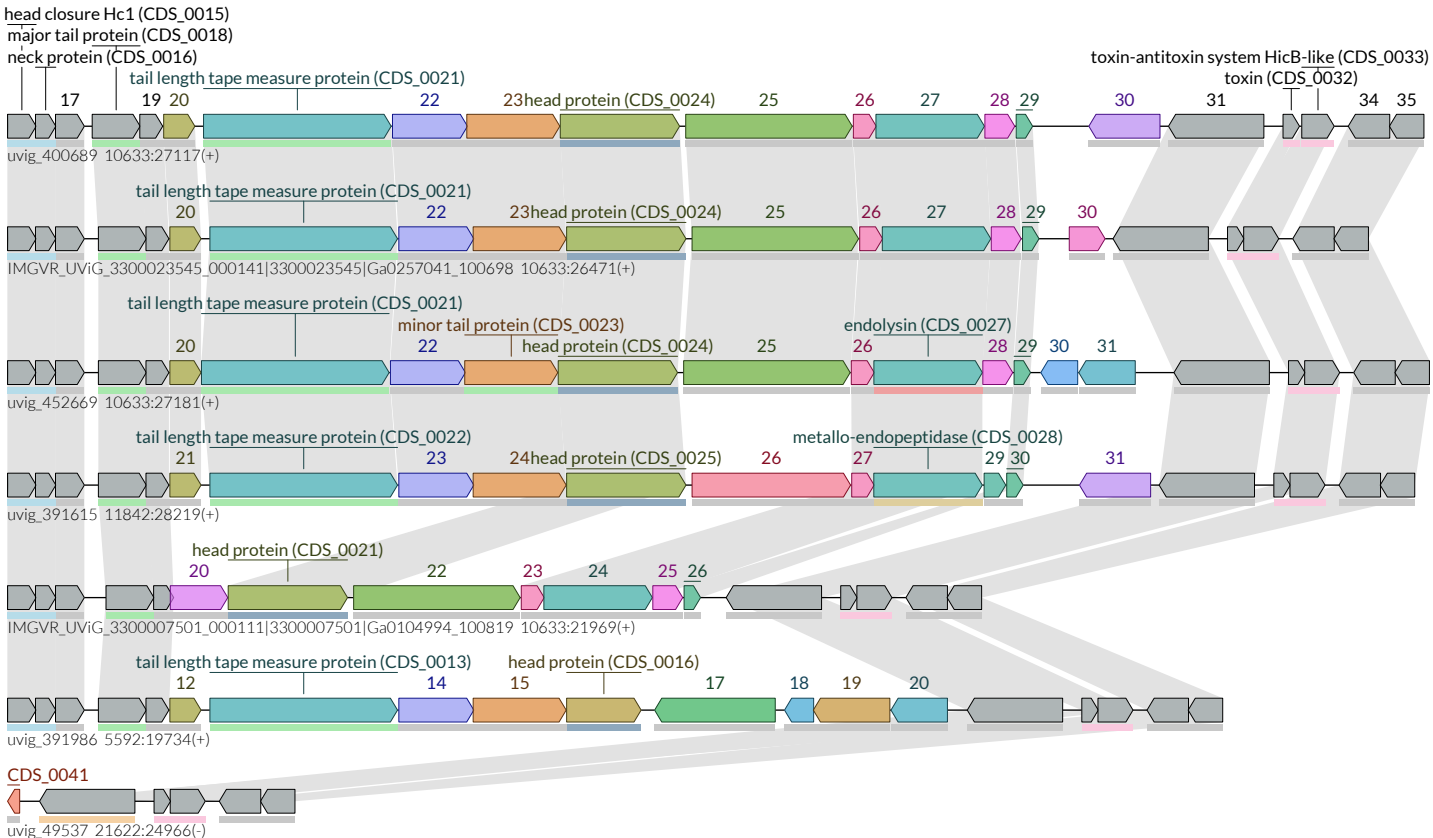 head closure Hc1 (CDS_0015)
major tail protein (CDS_0018)
neck protein (CDS_0016)
toxin-antitoxin system HicB-like (CDS_0033)
tail length tape measure protein (CDS_0021)
toxin (CDS_0032)
17 19 20 22 23 head protein (CDS_0024) 25 26 27 28 29 30 31 34 35
uvig_400689 10633:27117(+)
tail length tape measure protein (CDS_0021)
20 22 23 head protein (CDS_0024) 25 26 27 28 29 30
IMGVR_UViG_3300023545_000141|3300023545|Ga0257041_100698 10633:26471(+)
tail length tape measure protein (CDS_0021)
minor tail protein (CDS_0023) endolysin (CDS_0027)
20 22 head protein (CDS_0024) 25 26 28 29 30 31
uvig_452669 10633:27181(+)
tail length tape measure protein (CDS_0022) metallo-endopeptidase (CDS_0028)
21 23 24 head protein (CDS_0025) 26 27 29 30 31
uvig_391615 11842:28219(+)
head protein (CDS_0021)
20 22 23 24 25 26
IMGVR_UViG_3300007501_000111|3300007501|Ga0104994_100819 10633:21969(+)
tail length tape measure protein (CDS_0013) head protein (CDS_0016)
12 14 15 17 18 19 20
uvig_391986 5592:19734(+)
CDS_0041
uvig_49537 21622:24966(-)